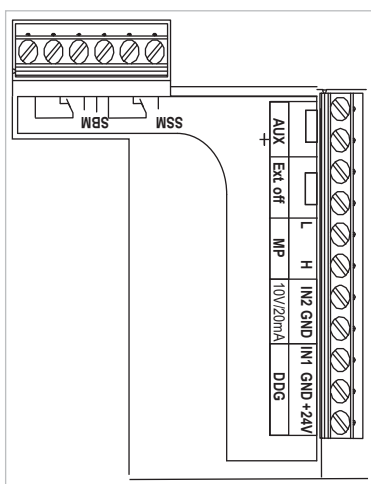 SBM
SSM
AUX
+
Ext. off
MP
10V/20mA
DDG
L
H
IN2 GND
IN1 GND +24V